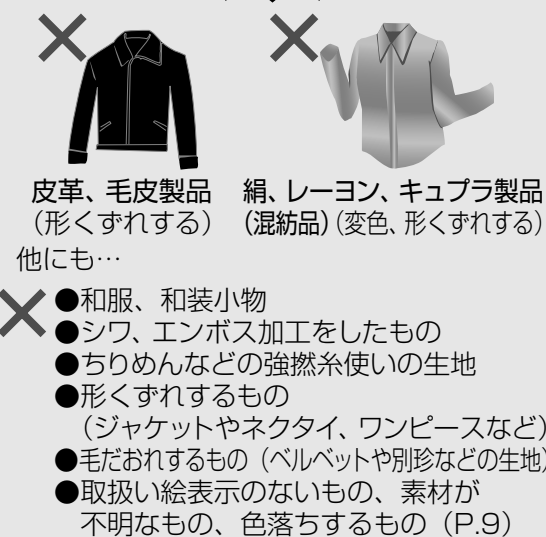 皮革、毛皮製品
(形くずれする)
絹、レーヨン、キュプラ製品
(混紡品)(変色、形くずれする)
他にも…
●和服、和装小物
●シワ、エンボス加工をしたもの
●ちりめんなどの強撚糸使いの生地
●形くずれするもの
(ジャケットやネクタイ、ワンピースなど)
●毛だおれするもの(ベルベットや別珍などの生地)
●取扱い絵表示のないもの、素材が
不明なもの、色落ちするもの(P.9)